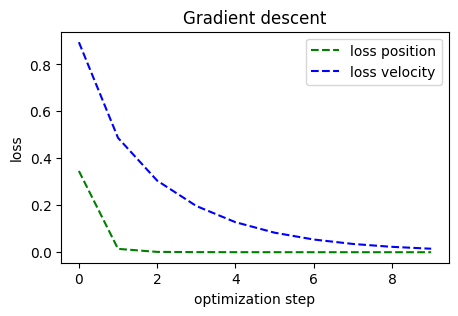 Gradient descent
loss position
loss velocity
loss
0.8
0.6
0.4
0.2
0.0
0 2 4 6 8
optimization step